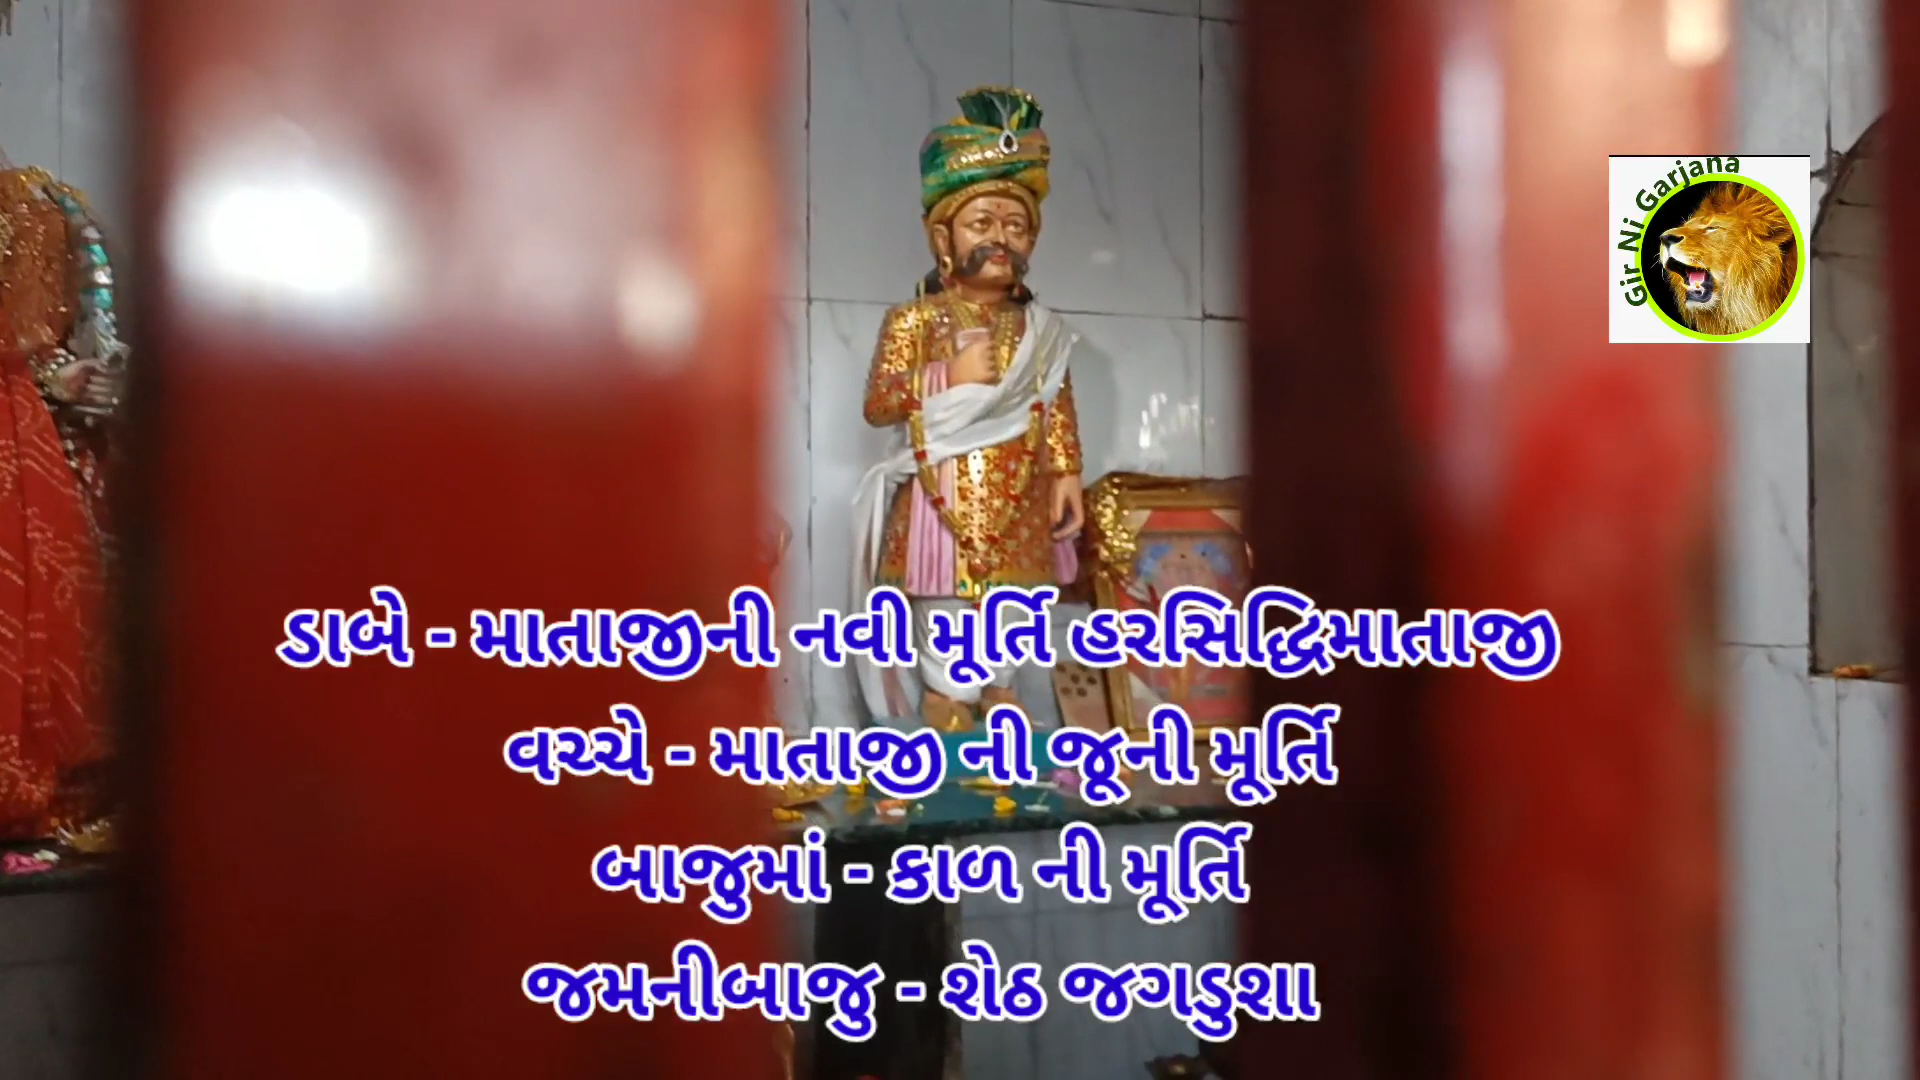 Gir Ni Garjana
ડાબે - માતાજીની નવી મૂર્તિ હરસિદ્ધિમાતાજી
વચ્ચે - માતાજી ની જૂની મૂર્તિ
બાજુમાં - કાળ ની મૂર્તિ
જમનીબાજુ - શેઠ જગડુશા